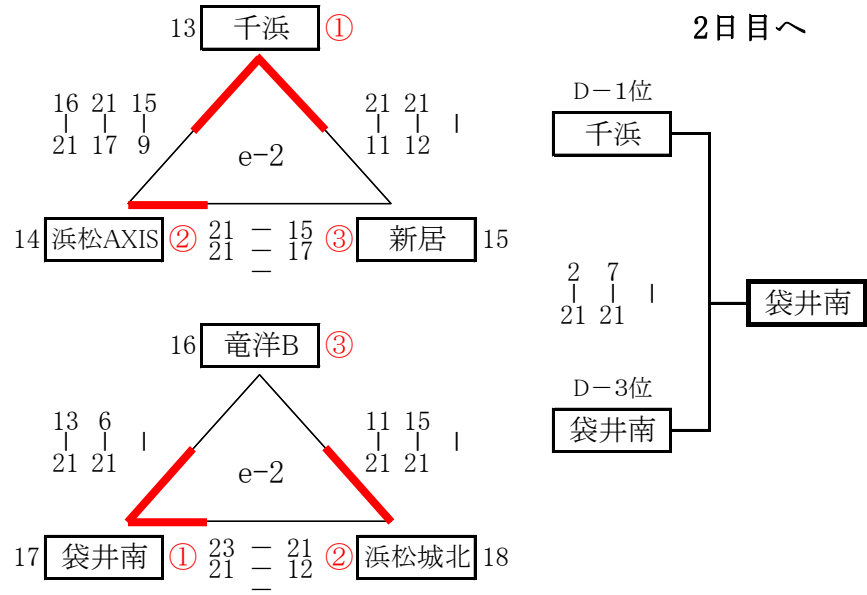 13 千浜 ①
2日目へ
16 21 15
21 17 9
21 21
11 12
e-2
D－1位
千浜
14 浜松AXIS ② 21 － 15 ③ 新居 15
21 － 17
－
2 7
21 21
袋井南
16 竜洋B ③
D－3位
袋井南
13 6
21 21
11 15
21 21
e-2
17 袋井南 ① 23 － 21 ② 浜松城北 18
21 － 12
－